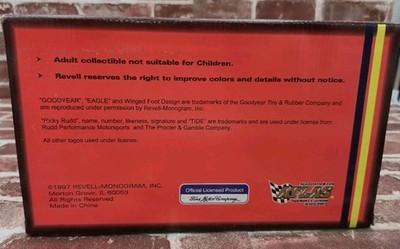 Adult collectible not suitable for Children.
Revell reserves the right to improve colors and details without notice.
"GOODYEAR", "EAGLE" and Winged Foot Design are trademarks of the Goodyear Tire & Rubber Company and
are reproduced under permission by Revell-Monogram, Inc.
"Ricky Rudd", name, number, likeness, signature and "TIDE" are trademarks and are used under license from
Rudd Performance Motorsports and The Procter & Gamble Company.
All other logos used under license.
©1997 REVELL-MONOGRAM, INC.
Morton Grove, IL 60053
All Rights Reserved
Made in China
Official Licensed Product
Ford Motor Company